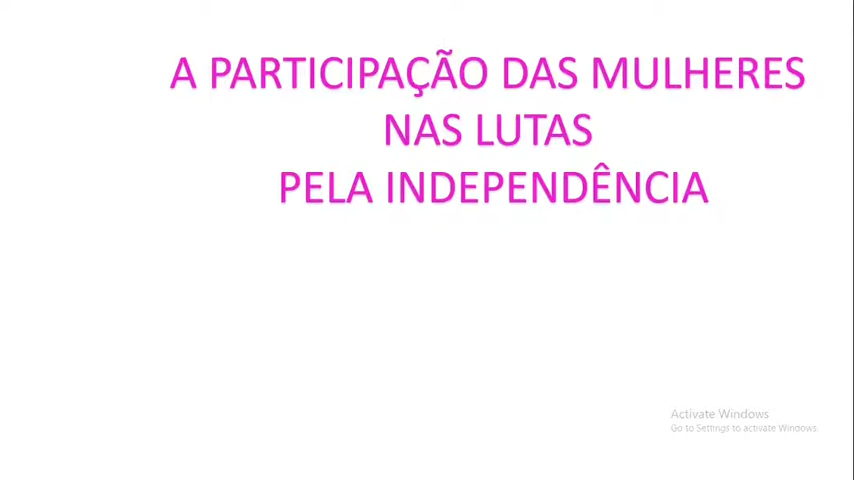 A PARTICIPAÇÃO DAS MULHERES
NAS LUTAS
PELA INDEPENDÊNCIA
Activate Windows
Go to Settings to activate Windows.